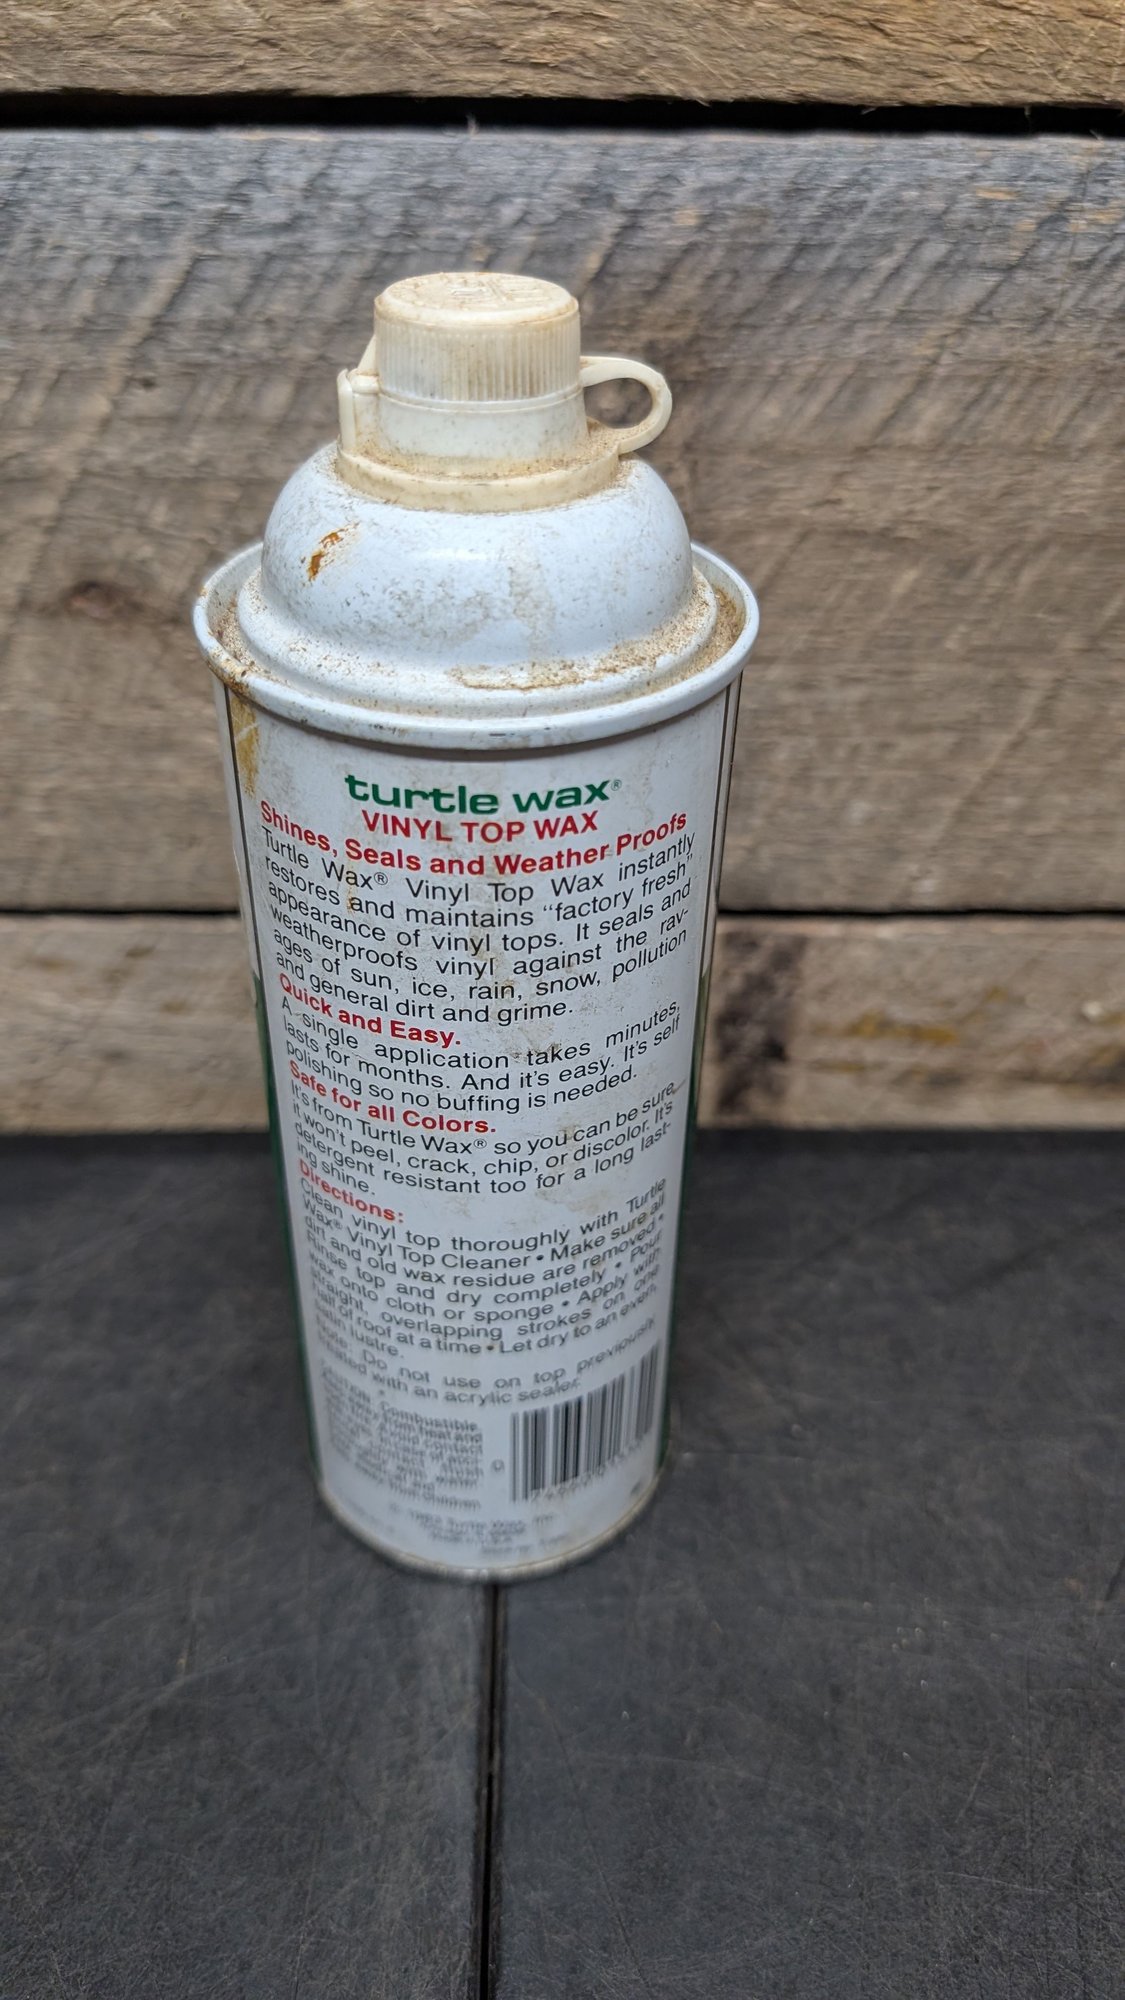 turtle wax®
VINYL TOP WAX
Shines, Seals and Weather Proofs
Turtle Wax® Vinyl Top Wax instantly
restores and maintains "factory fresh"
appearance of vinyl tops. It seals and
weatherproofs vinyl against the rav-
ages of sun, ice, rain, snow, pollution
and general dirt and grime.
Quick and Easy.
A single application takes minutes,
lasts for months. And it's easy. It's self
polishing so no buffing is needed.
Safe for all Colors.
It's from Turtle Wax® so you can be sure
it won't peel, crack, chip, or discolor. It's
detergent resistant too for a long last-
ing shine.
Directions:
Clean vinyl top thoroughly with Turtle
Wax® Vinyl Top Cleaner • Make sure all
dirt and old wax residue are removed •
Rinse top and dry completely • Pour
wax onto cloth or sponge • Apply with
straight, overlapping strokes on one
half of roof at a time • Let dry to an even,
satin lustre.
Note: Do not use on top previously
treated with an acrylic sealer.
CAUTION: Combustible.
from heat and
Avoid contact